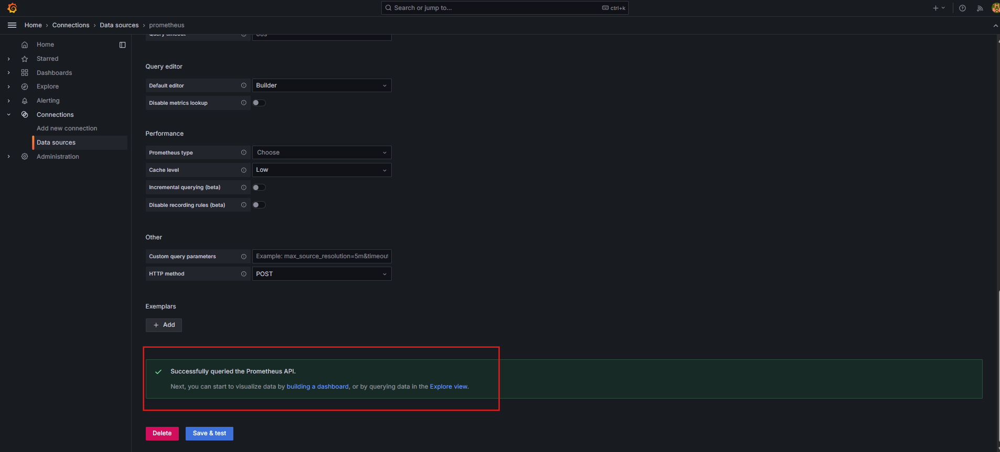 Search or jump to...
ctrl+k
Home › Connections › Data sources › prometheus
Home
Starred
Dashboards
Explore
Alerting
Connections
Add new connection
Data sources
Administration
Query timeout
60s
Query editor
Default editor
Builder
Disable metrics lookup
Performance
Prometheus type
Choose
Cache level
Low
Incremental querying (beta)
Disable recording rules (beta)
Other
Custom query parameters
Example: max_source_resolution=5m&timeout
HTTP method
POST
Exemplars
+ Add
Successfully queried the Prometheus API.
Next, you can start to visualize data by building a dashboard, or by querying data in the Explore view.
Delete
Save & test